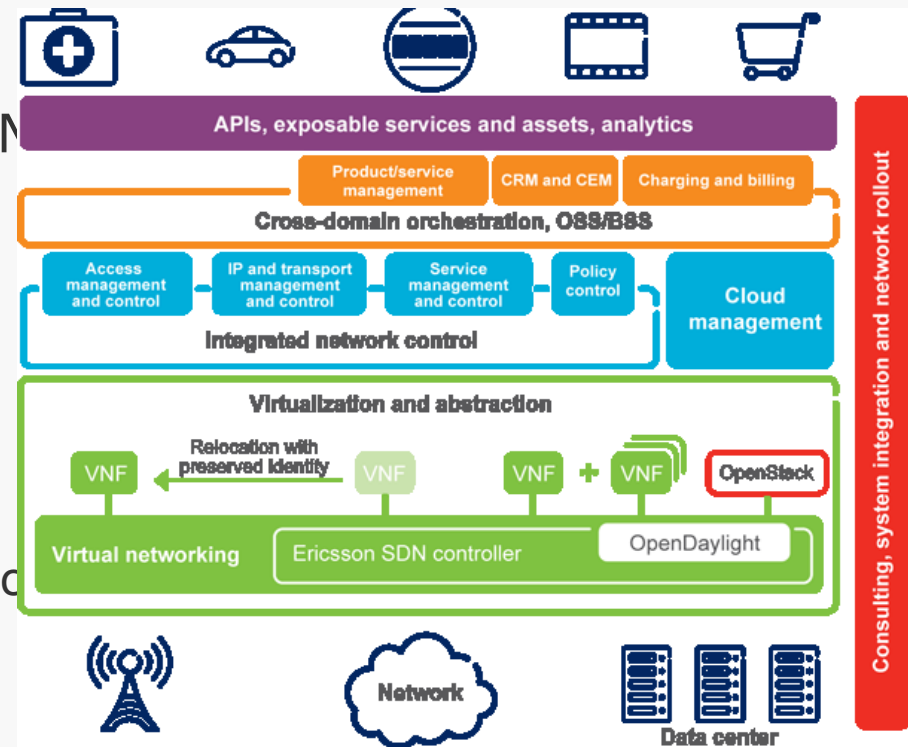 APIs, exposable services and assets, analytics
Product/service
management
CRM and CEM
Charging and billing
Cross-domain orchestration, OSS/BSS
Access
management
and control
IP and transport
management
and control
Service
management
and control
Policy
control
Cloud
management
Integrated network control
Virtualization and abstraction
Relocation with
preserved identity
VNF
VNF
VNF
+
VNF
OpenStack
Virtual networking
Ericsson SDN controller
OpenDaylight
Network
Data center
Consulting, system integration and network rollout